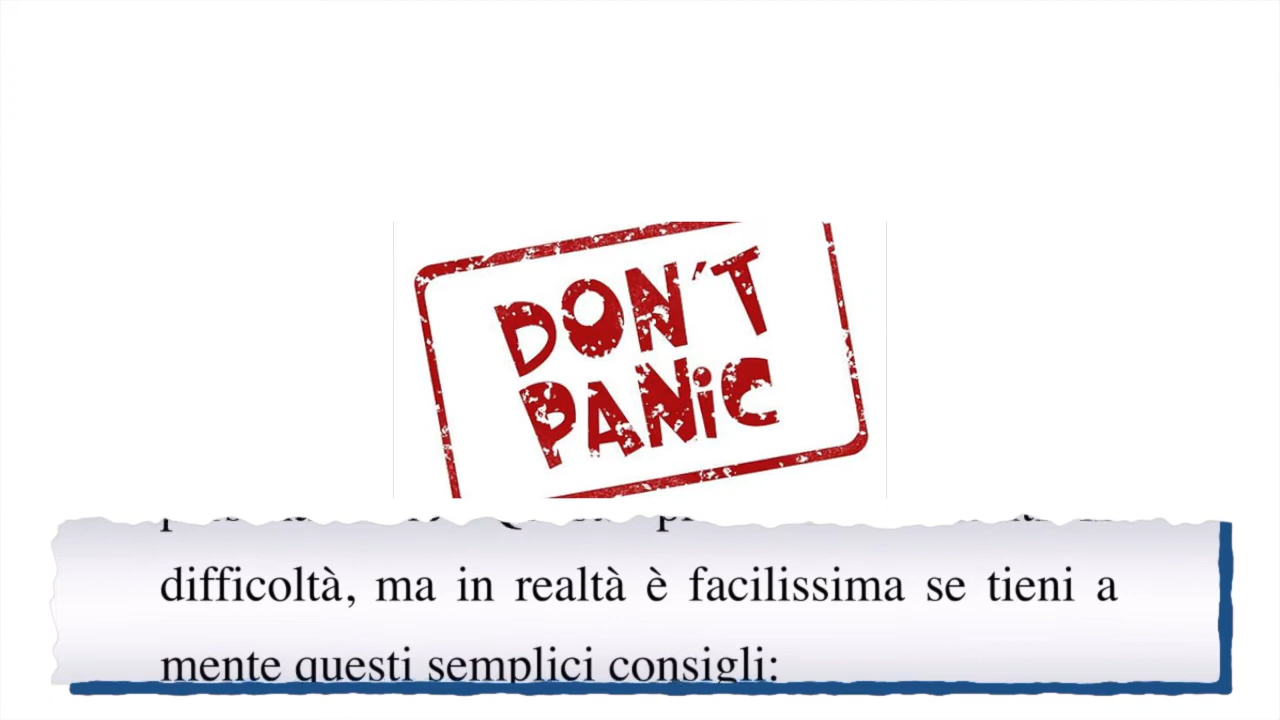 DON'T
PANiC
difficoltà, ma in realtà è facilissima se tieni a
mente questi semplici consigli: